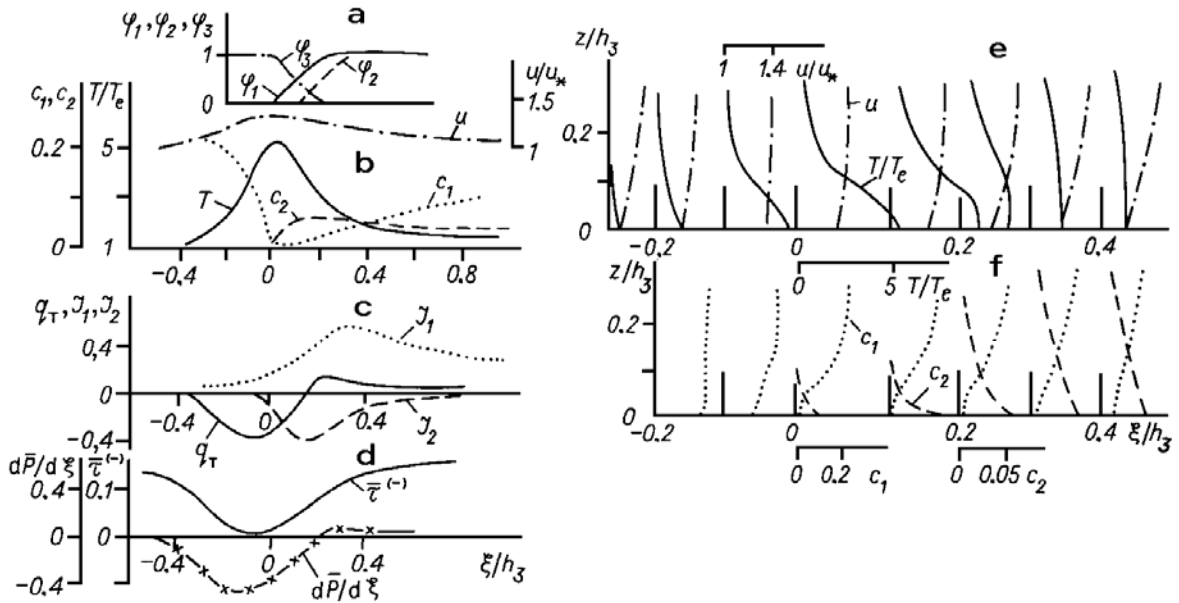 a
φ₁, φ₂, φ₃
1
0
φ₃
φ₁
φ₂
u/u*
1.5
1
c₁, c₂ T/Tₑ
0.2
5
0
1
b
u
T
c₂
c₁
-0.4 0 0.4 0.8
c
q_T, J₁, J₂
0,4
0
-0.4
J₁
-0.4 0 0.4
q_T
J₂
d
dP̄/dξ τ̄⁽⁻⁾
0.4
0.1
0
0
-0.4
τ̄⁽⁻⁾
-0.4 0 0.4 ξ/h₃
dP̄/dξ
e
z/h₃
1 1.4 u/u*
0.2
0
u
T/Tₑ
-0.2 0 0.2 0.4
f
z/h₃
0 5 T/Tₑ
0.2
0
c₁
c₂
-0.2 0 0.2 0.4 ξ/h₃
0 0.2 c₁
0 0.05 c₂